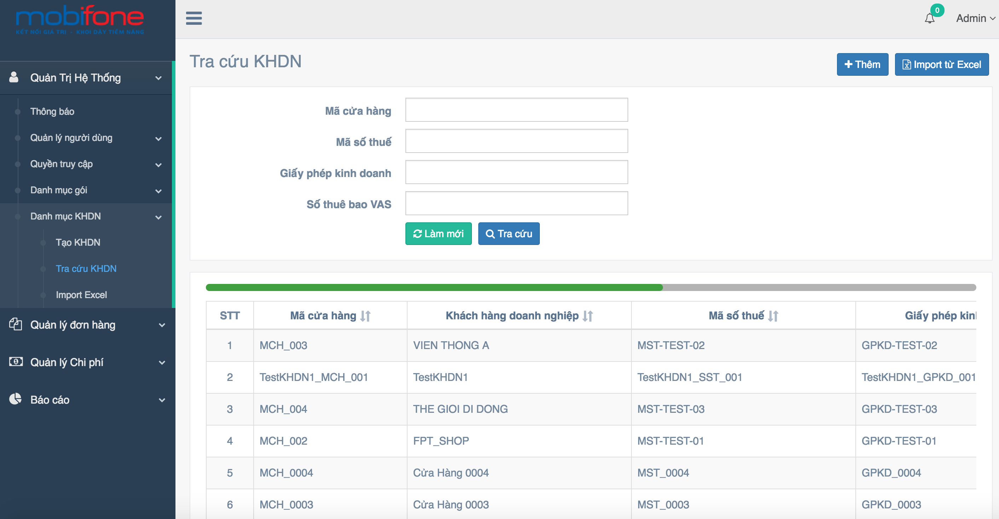 mobifone
KẾT NỐI GIÁ TRỊ - KHƠI DẬY TIỀM NĂNG
0
Admin
Quản Trị Hệ Thống
Thông báo
Quản lý người dùng
Quyền truy cập
Danh mục gói
Danh mục KHDN
Tạo KHDN
Tra cứu KHDN
Import Excel
Quản lý đơn hàng
Quản lý Chi phí
Báo cáo
Tra cứu KHDN
Thêm
Import từ Excel
Mã cửa hàng
Mã số thuế
Giấy phép kinh doanh
Số thuê bao VAS
Làm mới
Tra cứu
STT Mã cửa hàng Khách hàng doanh nghiệp Mã số thuế Giấy phép
1 MCH_003 VIEN THONG A MST-TEST-02 GPKD-TEST-02
2 TestKHDN1_MCH_001 TestKHDN1 TestKHDN1_SST_001 TestKHDN1_GPKD_001
3 MCH_004 THE GIOI DI DONG MST-TEST-03 GPKD-TEST-03
4 MCH_002 FPT_SHOP MST-TEST-01 GPKD-TEST-01
5 MCH_0004 Cửa Hàng 0004 MST_0004 GPKD_0004
6 MCH_0003 Cửa Hàng 0003 MST_0003 GPKD_0003